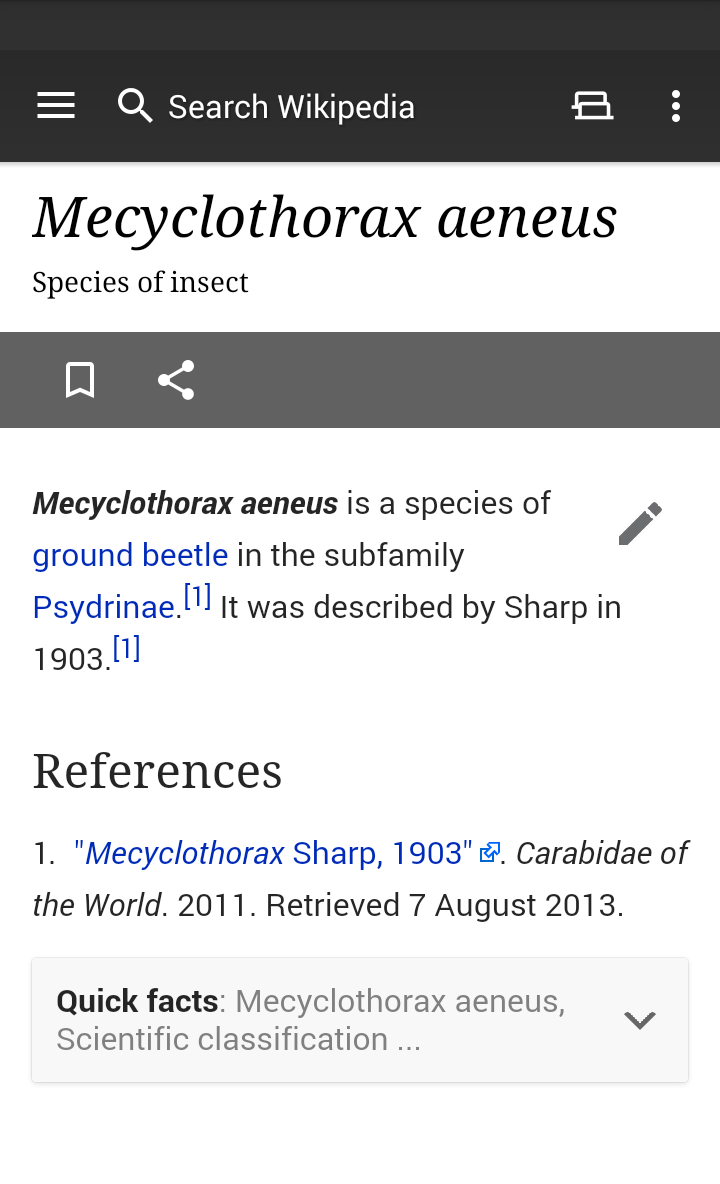 Search Wikipedia
Mecyclothorax aeneus
Species of insect
Mecyclothorax aeneus is a species of
ground beetle in the subfamily
Psydrinae.[1] It was described by Sharp in
1903.[1]
References
1. "Mecyclothorax Sharp, 1903" . Carabidae of
the World. 2011. Retrieved 7 August 2013.
Quick facts: Mecyclothorax aeneus,
Scientific classification ...